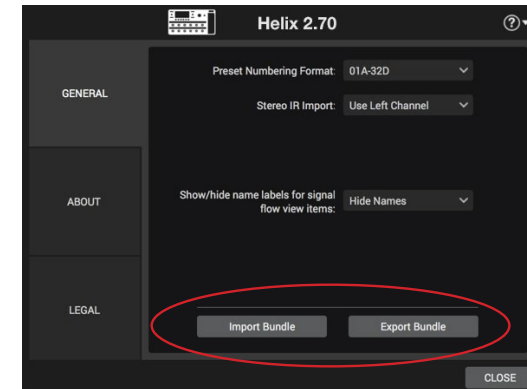 Helix 2.70
?
GENERAL
Preset Numbering Format: 01A-32D
Stereo IR Import: Use Left Channel
ABOUT
Show/hide name labels for signal
flow view items: Hide Names
LEGAL
Import Bundle Export Bundle
CLOSE